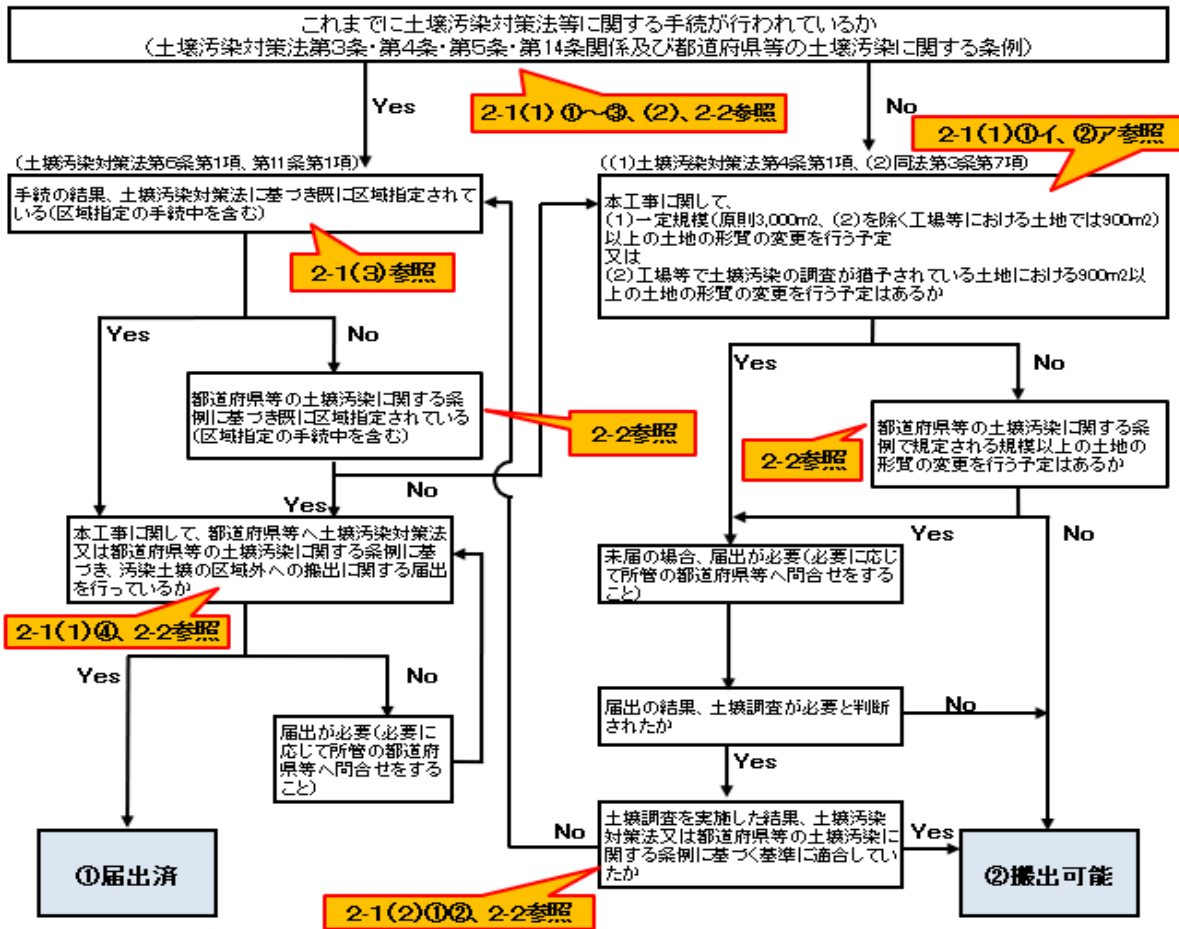 これまでに土壌汚染対策法等に関する手続が行われているか
(土壌汚染対策法第3条・第4条・第5条・第14条関係及び都道府県等の土壌汚染に関する条例)
Yes
2-1(1)①~③、(2)、2-2参照
No
2-1(1)①イ、②ア参照
(土壌汚染対策法第6条第1項、第11条第1項)
手続の結果、土壌汚染対策法に基づき既に区域指定されて
いる(区域指定の手続中を含む)
2-1(3)参照
((1)土壌汚染対策法第4条第1項、(2)同法第3条第7項)
本工事に関して、
(1)一定規模(原則3,000m2、(2)を除く工場等における土地では900m2)
以上の土地の形質の変更を行う予定
又は
(2)工場等で土壌汚染の調査が猶予されている土地における900m2以
上の土地の形質の変更を行う予定はあるか
Yes
No
都道府県等の土壌汚染に関する条
例に基づき既に区域指定されている
(区域指定の手続中を含む)
2-2参照
Yes
No
2-2参照
都道府県等の土壌汚染に関する条
例で規定される規模以上の土地の
形質の変更を行う予定はあるか
Yes
No
本工事に関して、都道府県等へ土壌汚染対策法
又は都道府県等の土壌汚染に関する条例に基
づき、汚染土壌の区域外への搬出に関する届出
を行っているか
2-1(1)④、2-2参照
Yes
No
未届の場合、届出が必要(必要に応じ
て所管の都道府県等へ問合せをする
こと)
Yes
No
届出が必要(必要に
応じて所管の都道府
県等へ問合せをする
こと)
届出の結果、土壌調査が必要と判断
されたか
No
Yes
①届出済
No
土壌調査を実施した結果、土壌汚染
対策法又は都道府県等の土壌汚染に
関する条例に基づく基準に適合してい
たか
Yes
2-1(2)①②、2-2参照
②搬出可能